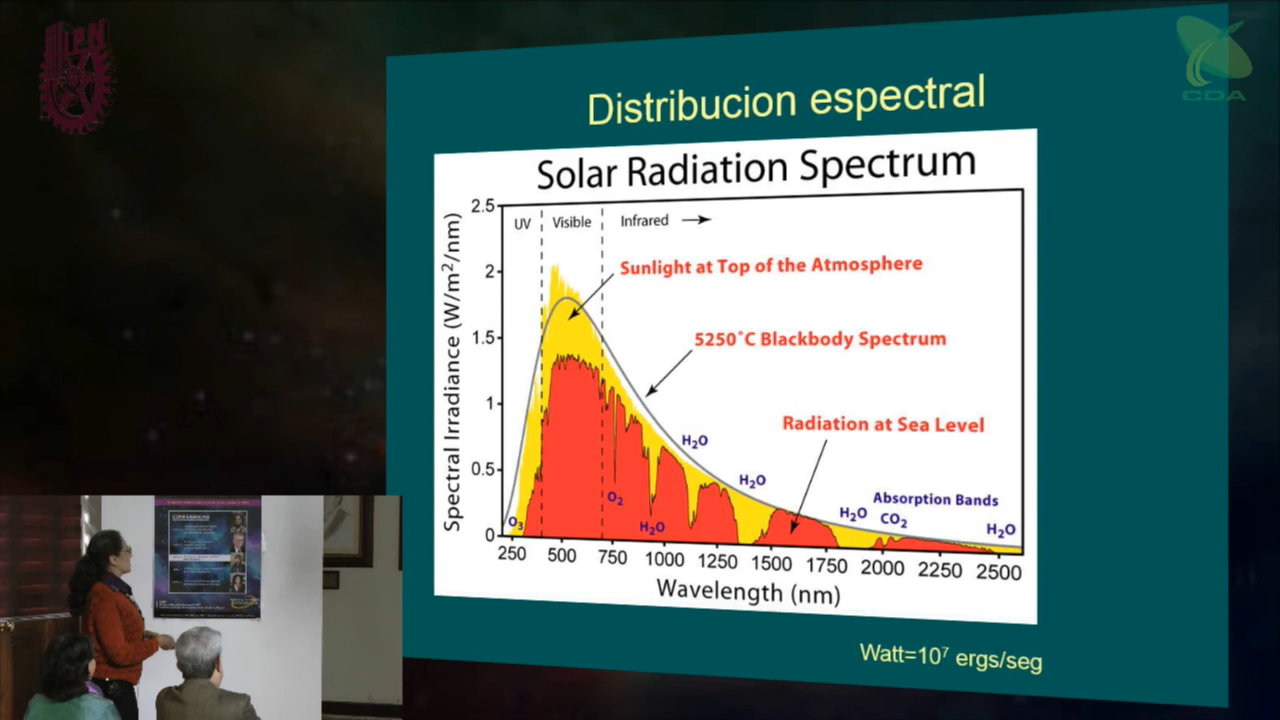 IPN
CDA
Distribucion espectral
Solar Radiation Spectrum
UV
Visible
Infrared
Sunlight at Top of the Atmosphere
5250°C Blackbody Spectrum
Radiation at Sea Level
H₂O
H₂O
Absorption Bands
H₂O
CO₂
H₂O
O₂
H₂O
O₃
Spectral Irradiance (W/m²/nm)
2.5
2
1.5
1
0.5
0
250 500 750 1000 1250 1500 1750 2000 2250 2500
Wavelength (nm)
Watt=10⁷ ergs/seg